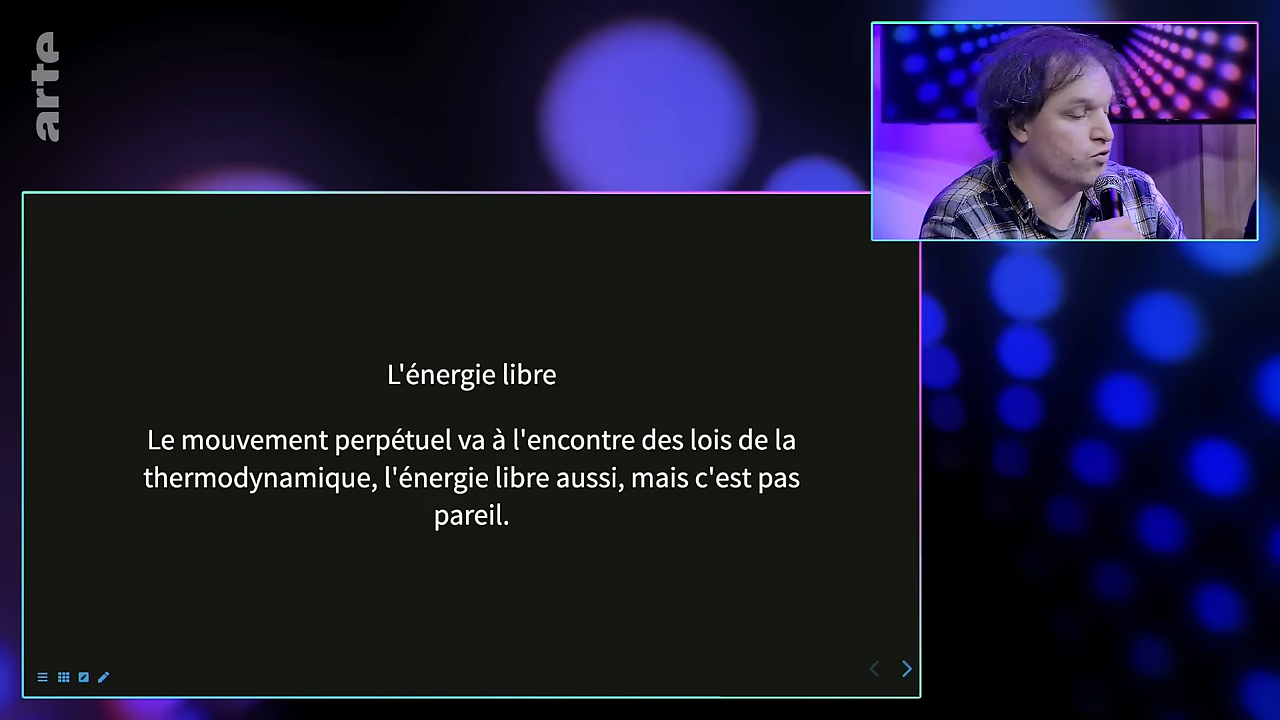 arte
L'énergie libre
Le mouvement perpétuel va à l'encontre des lois de la
thermodynamique, l'énergie libre aussi, mais c'est pas
pareil.